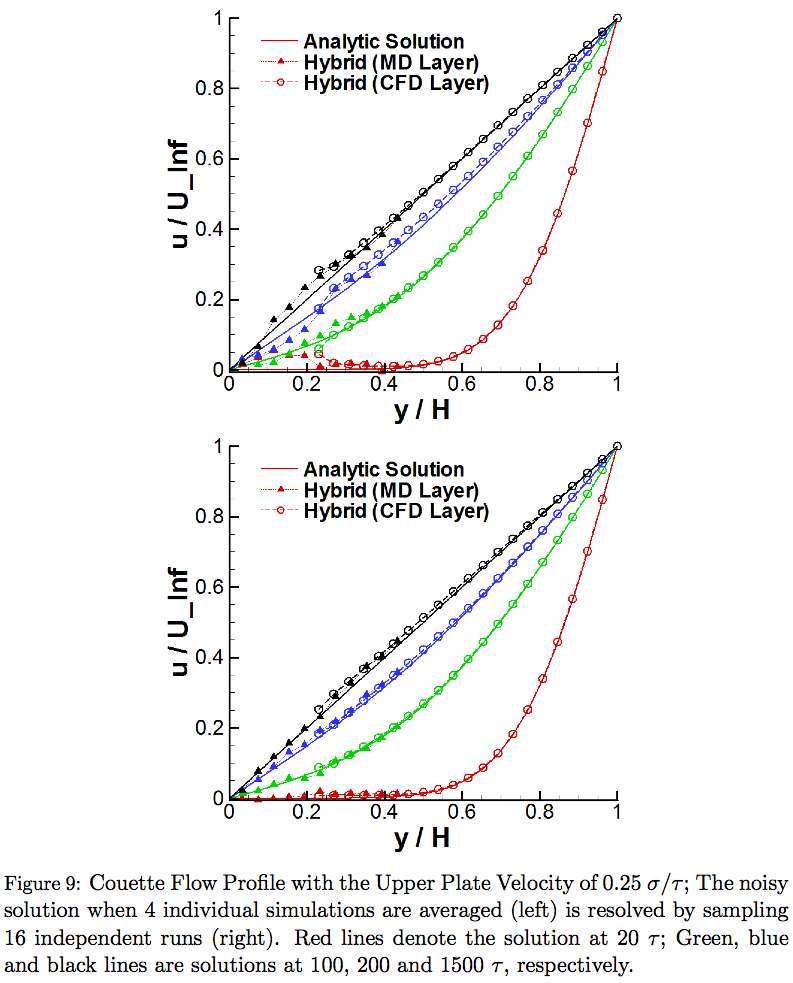 1
Analytic Solution
Hybrid (MD Layer)
Hybrid (CFD Layer)
0.8
0.6
0.4
0.2
0
u / U_Inf
0 0.2 0.4 0.6 0.8 1
y / H
1
Analytic Solution
Hybrid (MD Layer)
Hybrid (CFD Layer)
0.8
0.6
0.4
0.2
0
u / U_Inf
0 0.2 0.4 0.6 0.8 1
y / H
Figure 9: Couette Flow Profile with the Upper Plate Velocity of 0.25 σ/τ; The noisy
solution when 4 individual simulations are averaged (left) is resolved by sampling
16 independent runs (right). Red lines denote the solution at 20 τ; Green, blue
and black lines are solutions at 100, 200 and 1500 τ, respectively.